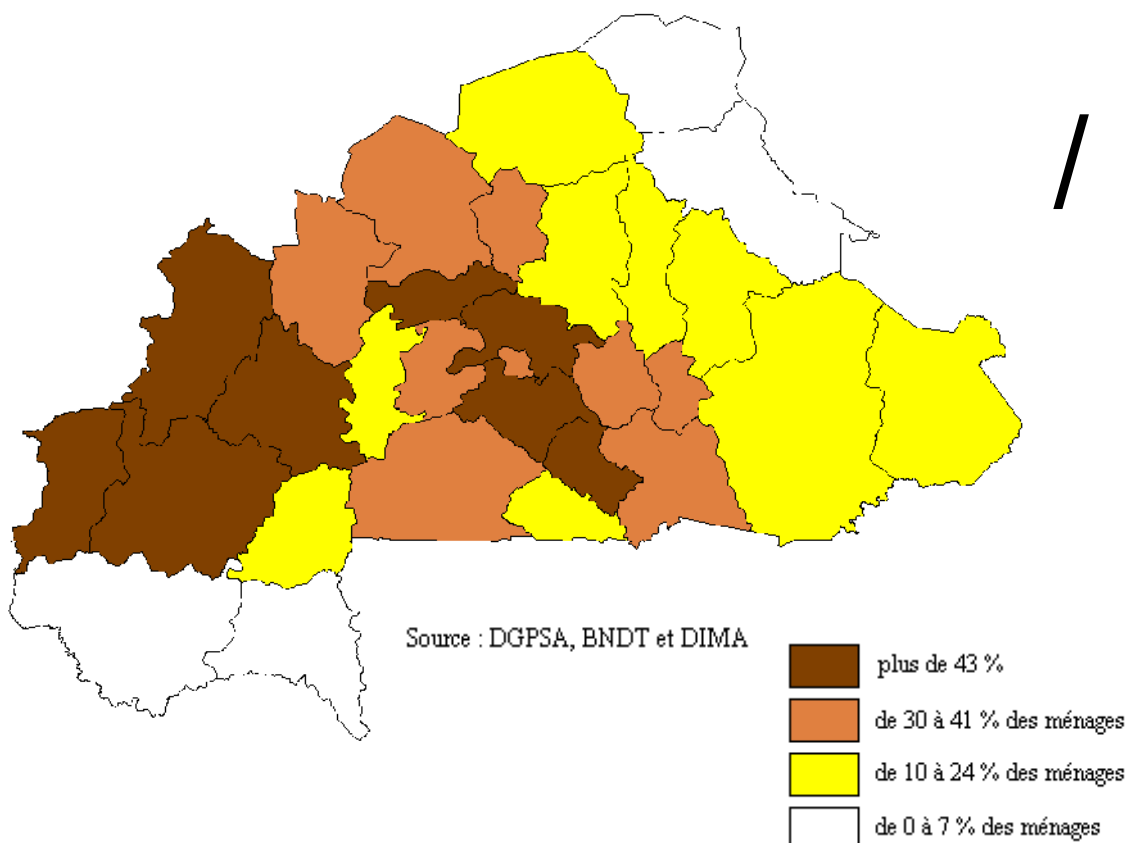 /
Source : DGPSA, BNDT et DIMA
plus de 43 %
de 30 à 41 % des ménages
de 10 à 24 % des ménages
de 0 à 7 % des ménages